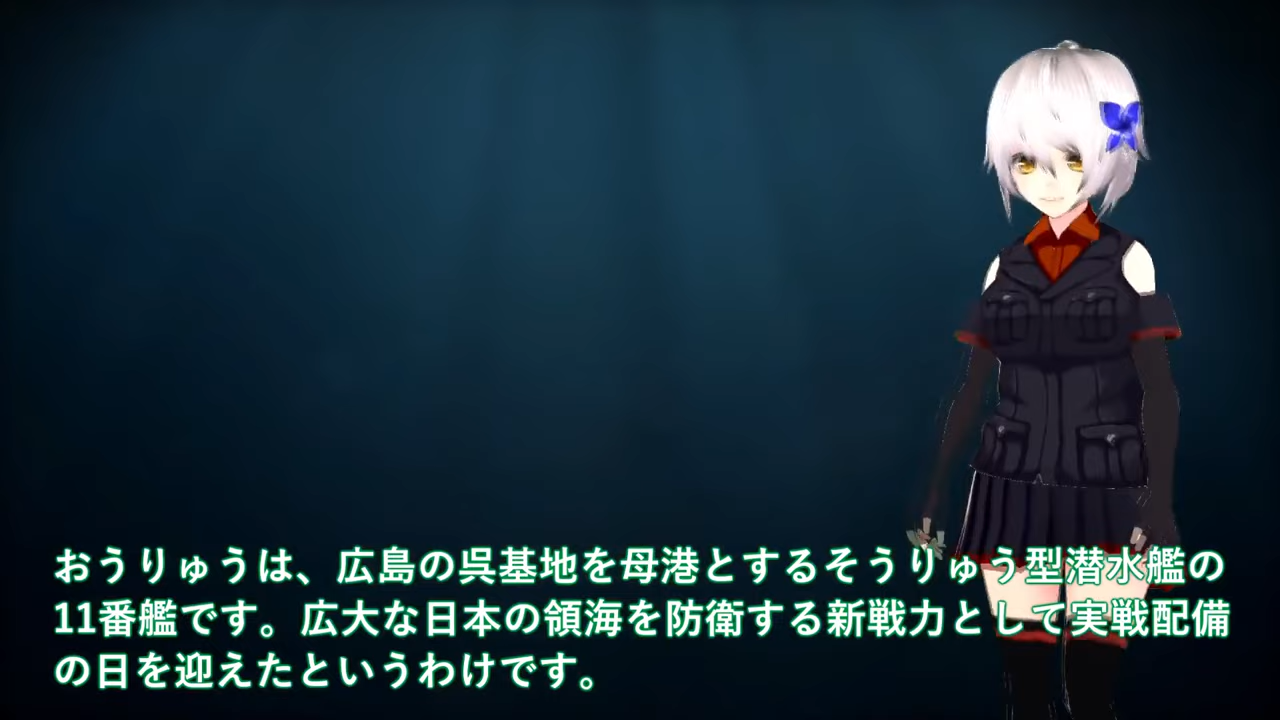 おうりゅうは、広島の呉基地を母港とするそうりゅう型潜水艦の
11番艦です。広大な日本の領海を防衛する新戦力として実戦配備
の日を迎えたというわけです。